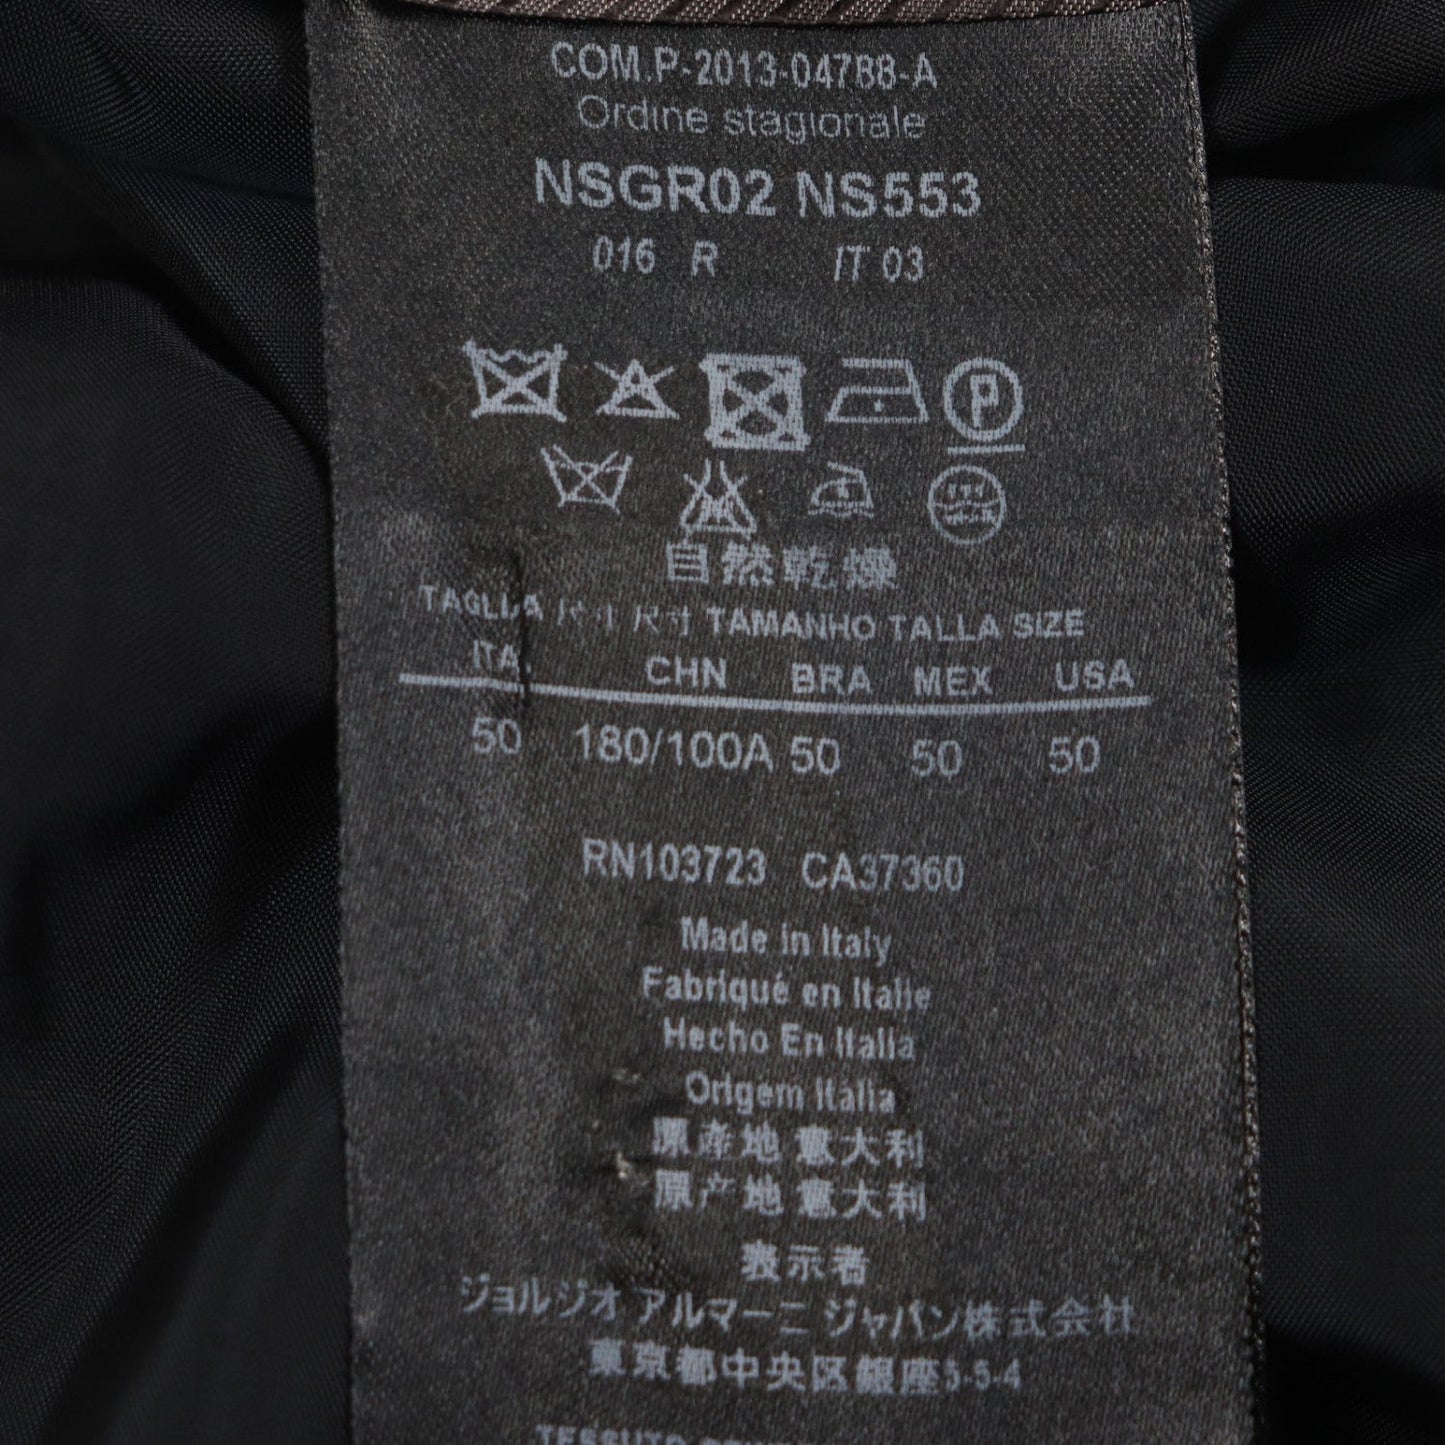 COM.P-2013-04788-A
Ordine stagionale
NSGR02 NS553
016 R IT 03
P
自然乾燥
TAGLIA 尺寸 尺寸 TAMANHO TALLA SIZE
ITA. CHN BRA MEX USA
50 180/100A 50 50 50
RN103723 CA37360
Made in Italy
Fabriqué en Italie
Hecho En Italia
Origem Italia
原産地 意大利
原产地 意大利
表示者
ジョルジオ アルマーニ ジャパン株式会社
東京都中央区銀座5-5-4
TESSUTO